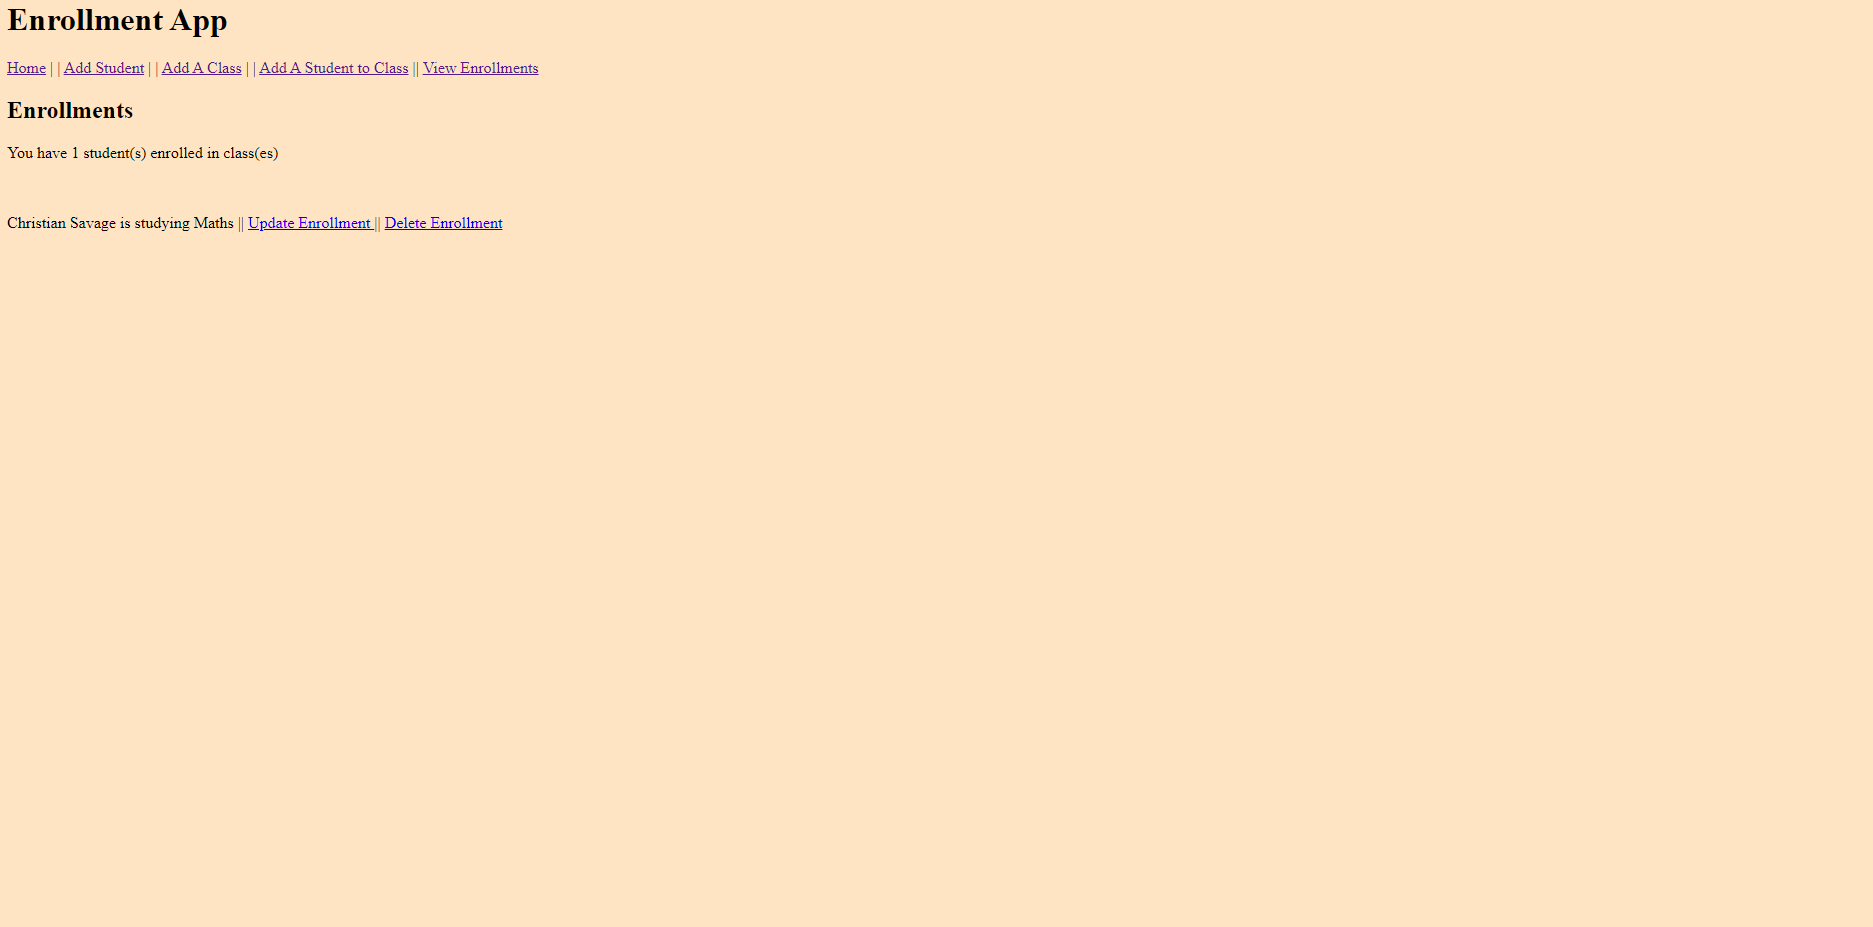 Enrollment App
Home | | Add Student | | Add A Class | | Add A Student to Class || View Enrollments
Enrollments
You have 1 student(s) enrolled in class(es)
Christian Savage is studying Maths || Update Enrollment || Delete Enrollment